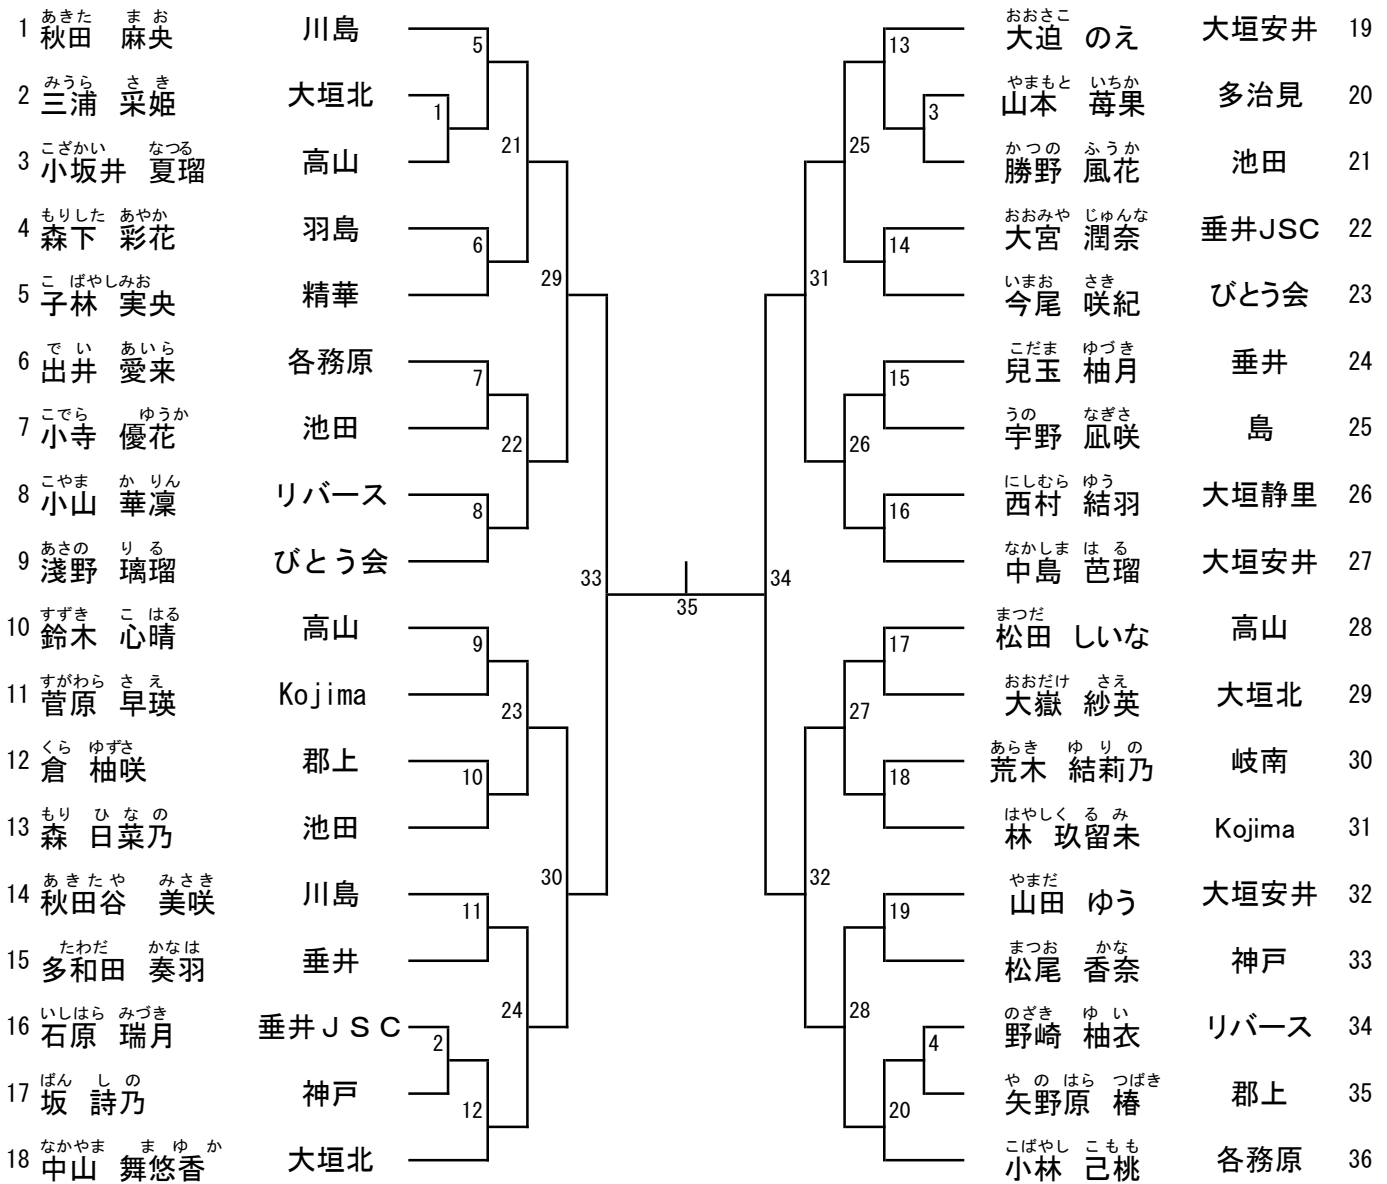 あきた まお
1 秋田 麻央 川島
みうら さき
2 三浦 采姫 大垣北
こざかい なつる
3 小坂井 夏瑠 高山
もりした あやか
4 森下 彩花 羽島
こ ばやしみお
5 子林 実央 精華
でい あいら
6 出井 愛来 各務原
こでら ゆうか
7 小寺 優花 池田
こやま か りん
8 小山 華凜 リバース
あさの りる
9 淺野 璃瑠 びとう会
すずき こ はる
10 鈴木 心晴 高山
すがわら さえ
11 菅原 早瑛 Kojima
くら ゆずさ
12 倉 柚咲 郡上
もり ひなの
13 森 日菜乃 池田
あきたや みさき
14 秋田谷 美咲 川島
たわだ かなは
15 多和田 奏羽 垂井
いしはら みづき
16 石原 瑞月 垂井JSC
ばん しの
17 坂 詩乃 神戸
なかやま まゆか
18 中山 舞悠香 大垣北
5
1
21
6
29
7
22
8
33
9
23
10
30
11
24
2
12
35
34
13
3
25
14
31
15
26
16
17
27
18
32
19
28
4
20
おおさこ
大迫 のえ 大垣安井 19
やまもと いちか
山本 苺果 多治見 20
かつの ふうか
勝野 風花 池田 21
おおみや じゅんな
大宮 潤奈 垂井JSC 22
いまお さき
今尾 咲紀 びとう会 23
こだま ゆづき
兒玉 柚月 垂井 24
うの なぎさ
宇野 凪咲 島 25
にしむら ゆう
西村 結羽 大垣静里 26
なかしま はる
中島 芭瑠 大垣安井 27
まつだ
松田 しいな 高山 28
おおだけ さえ
大嶽 紗英 大垣北 29
あらき ゆりの
荒木 結莉乃 岐南 30
はやしくるみ
林 玖留未 Kojima 31
やまだ
山田 ゆう 大垣安井 32
まつお かな
松尾 香奈 神戸 33
のざき ゆい
野崎 柚衣 リバース 34
やのはら つばき
矢野原 椿 郡上 35
こばやし こもも
小林 己桃 各務原 36